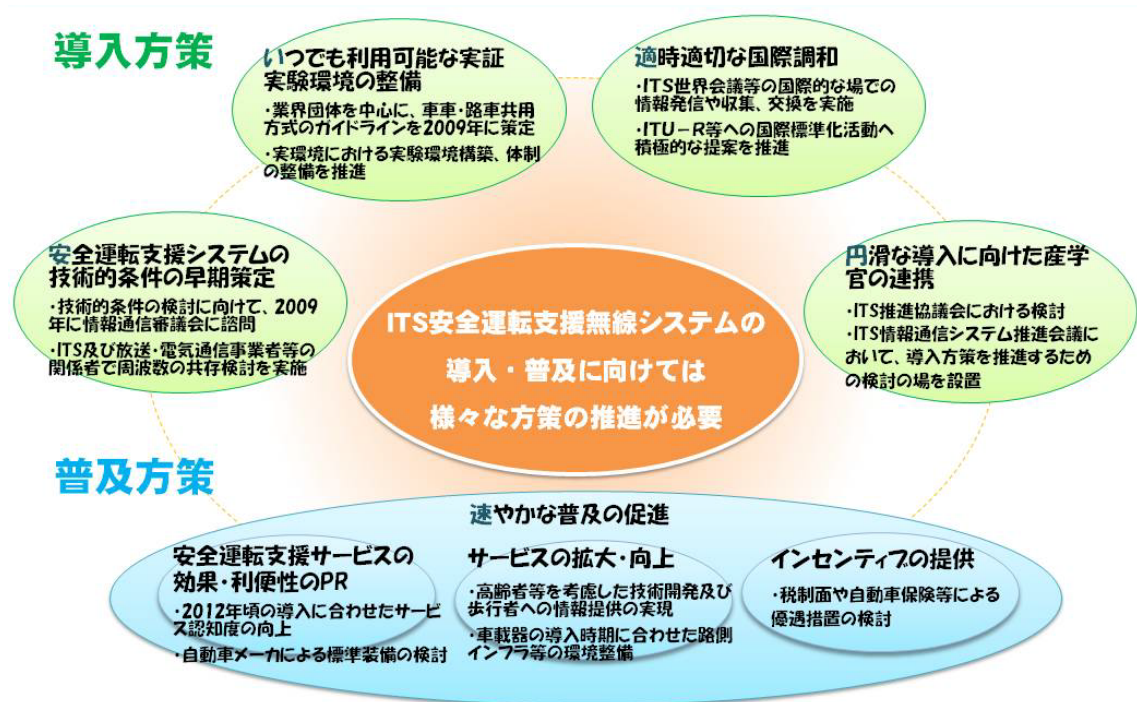 導入方策
いつでも利用可能な実証
実験環境の整備
・業界団体を中心に、車車・路車共用
方式のガイドラインを2009年に策定
・実環境における実験環境構築、体制
の整備を推進
適時適切な国際調和
・ITS世界会議等の国際的な場での
情報発信や収集、交換を実施
・ITU-R等への国際標準化活動へ
積極的な提案を推進
安全運転支援システムの
技術的条件の早期策定
・技術的条件の検討に向けて、2009
年に情報通信審議会に諮問
・ITS及び放送・電気通信事業者等の
関係者で周波数の共存検討を実施
円滑な導入に向けた産学
官の連携
・ITS推進協議会における検討
・ITS情報通信システム推進会議に
おいて、導入方策を推進するため
の検討の場を設置
ITS安全運転支援無線システムの
導入・普及に向けては
様々な方策の推進が必要
普及方策
速やかな普及の促進
安全運転支援サービスの
効果・利便性のPR
・2012年頃の導入に合わせたサービ
ス認知度の向上
・自動車メーカによる標準装備の検討
サービスの拡大・向上
・高齢者等を考慮した技術開発及び
歩行者への情報提供の実現
・車載器の導入時期に合わせた路側
インフラ等の環境整備
インセンティブの提供
・税制面や自動車保険等による
優遇措置の検討